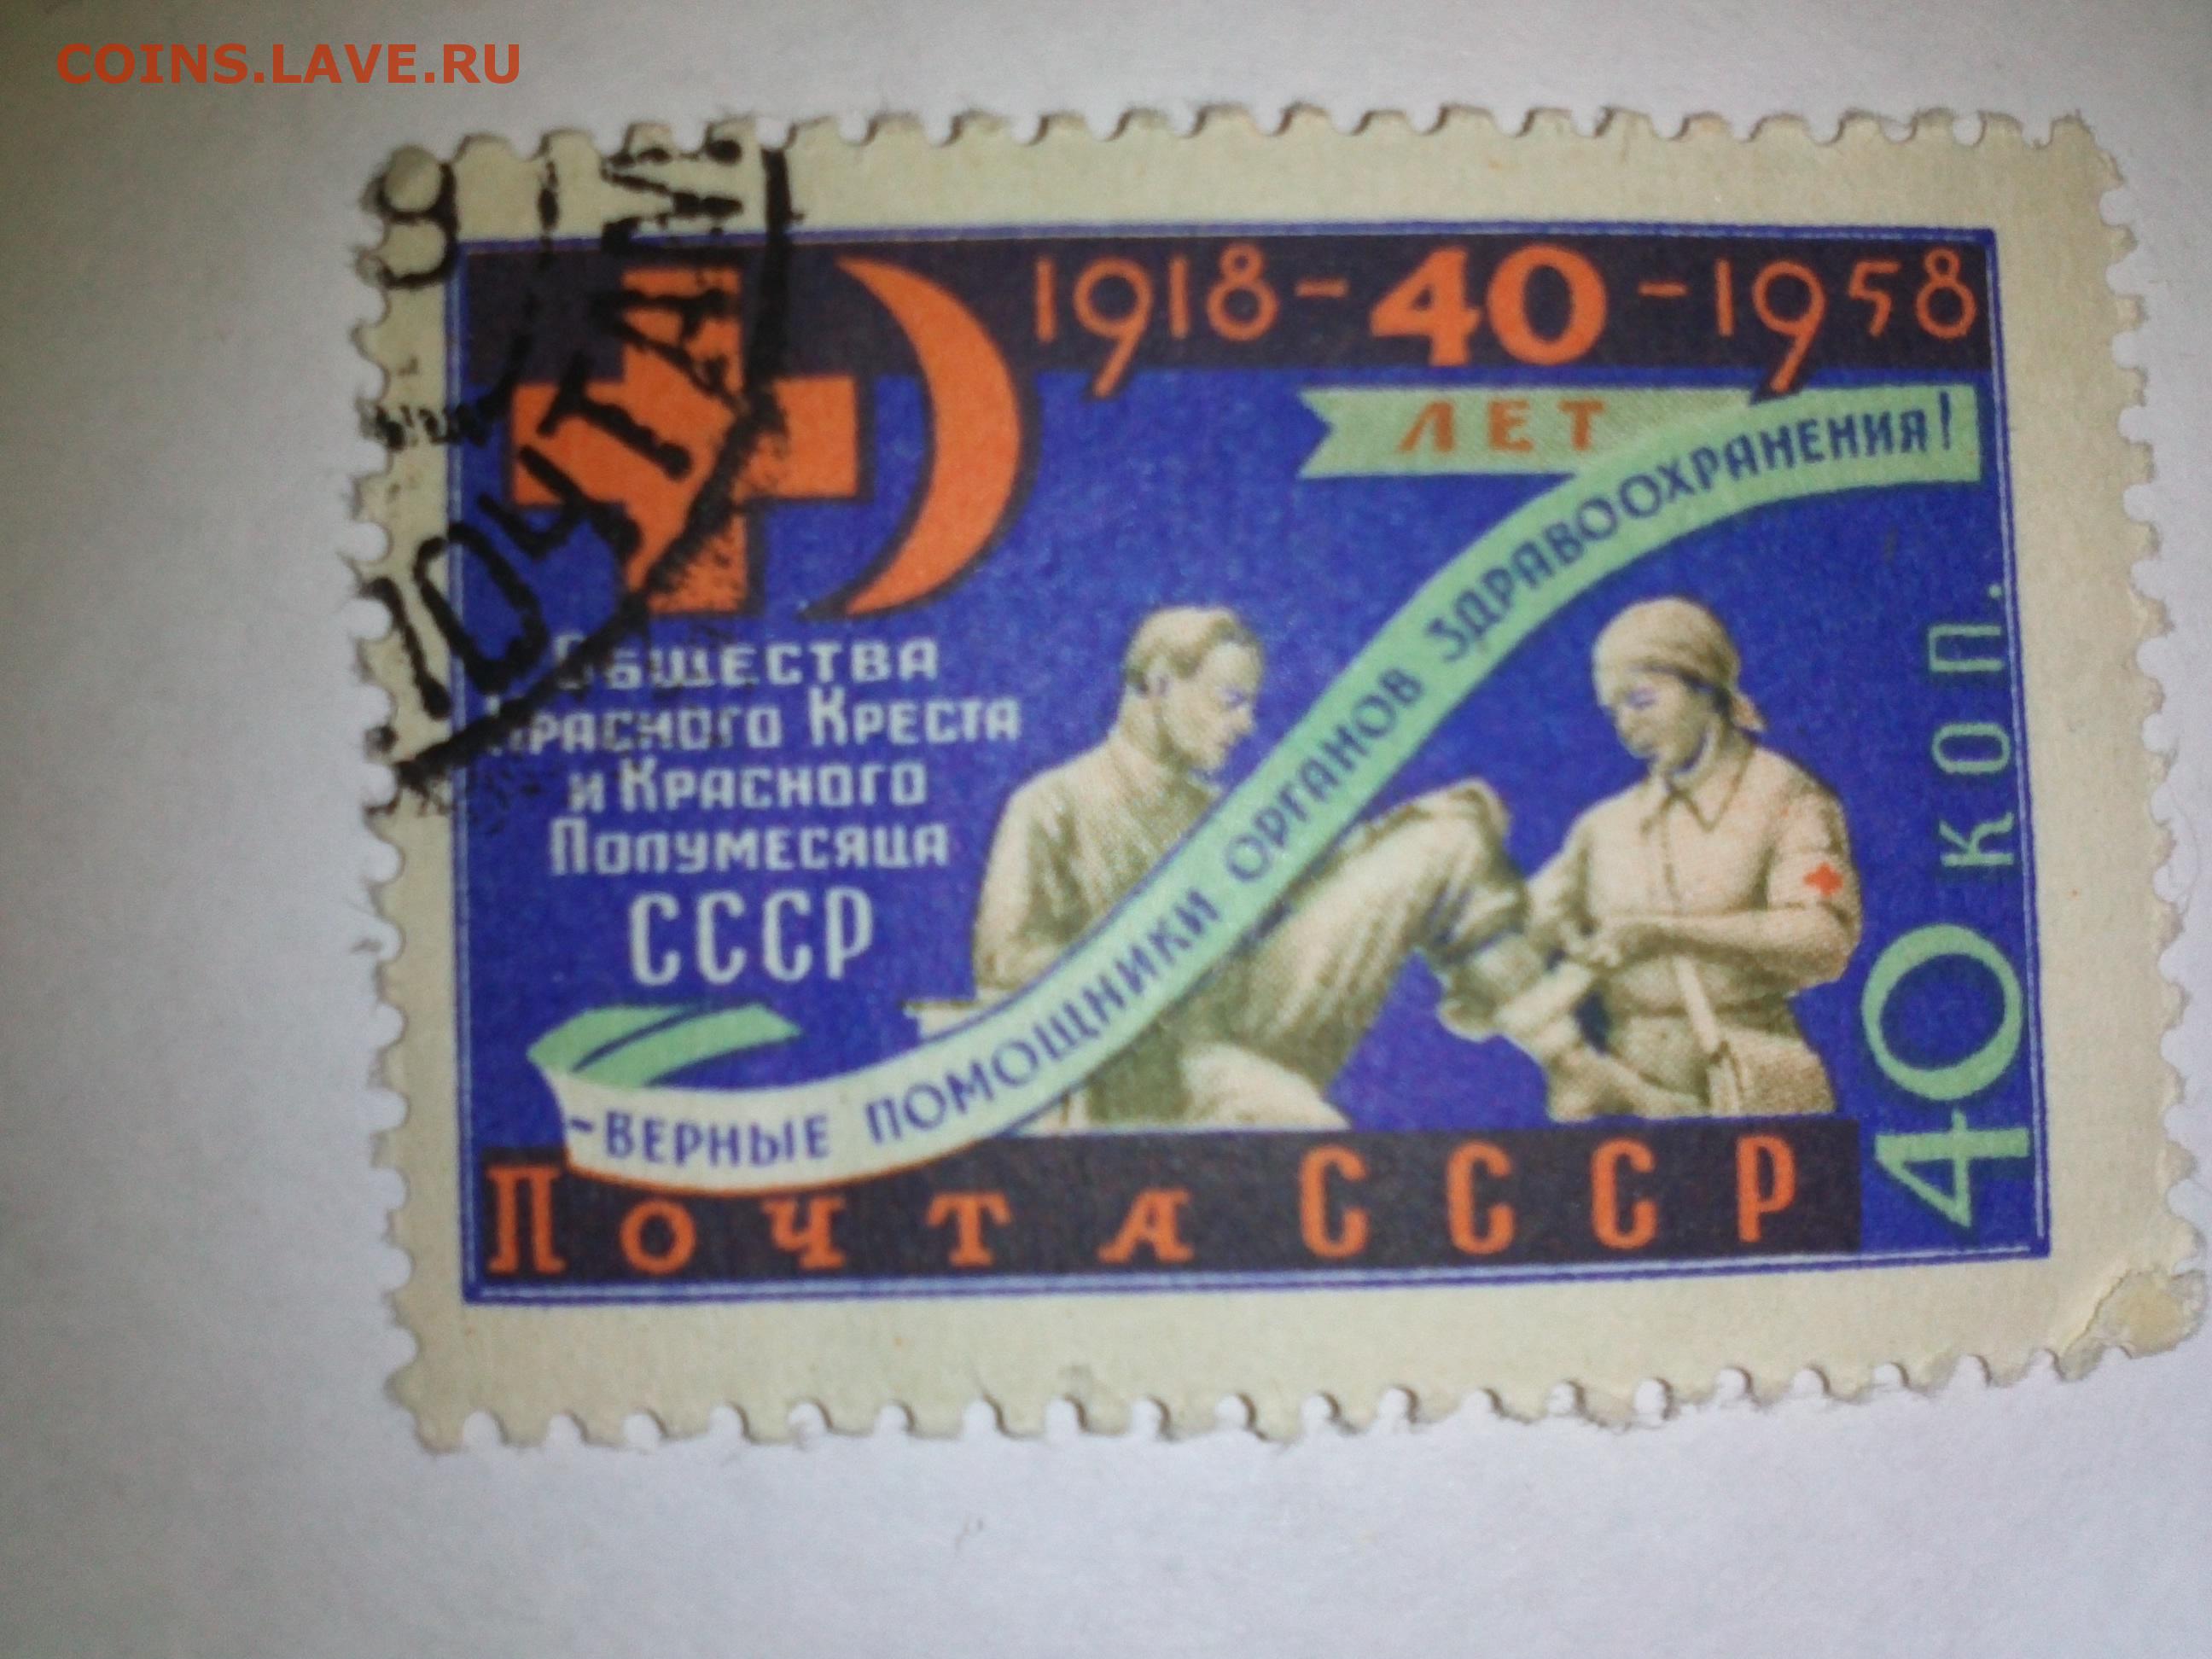 COINS.LAVE.RU
1918 - 40 - 1958
ЛЕТ
Общества
Красного Креста
и Красного
Полумесяца
СССР
- ВЕРНЫЕ ПОМОЩНИКИ ОРГАНОВ ЗДРАВООХРАНЕНИЯ!
40 коп.
Почта СССР